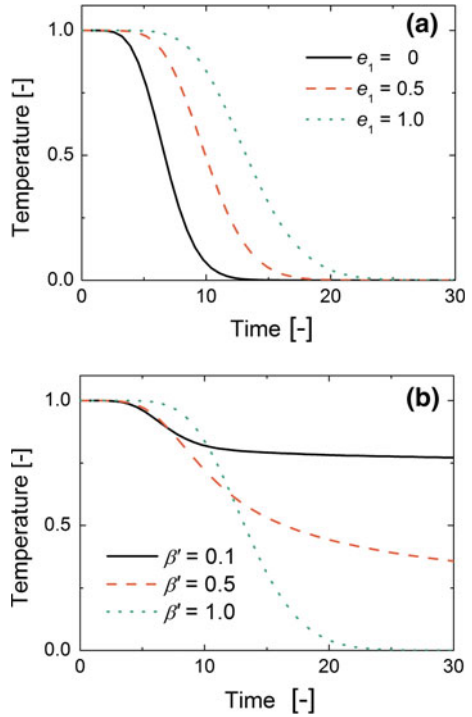 (a)
1.0
0.5
0.0
Temperature [-]
e₁ = 0
e₁ = 0.5
e₁ = 1.0
0 10 20 30
Time [-]
(b)
1.0
0.5
0.0
Temperature [-]
β' = 0.1
β' = 0.5
β' = 1.0
0 10 20 30
Time [-]